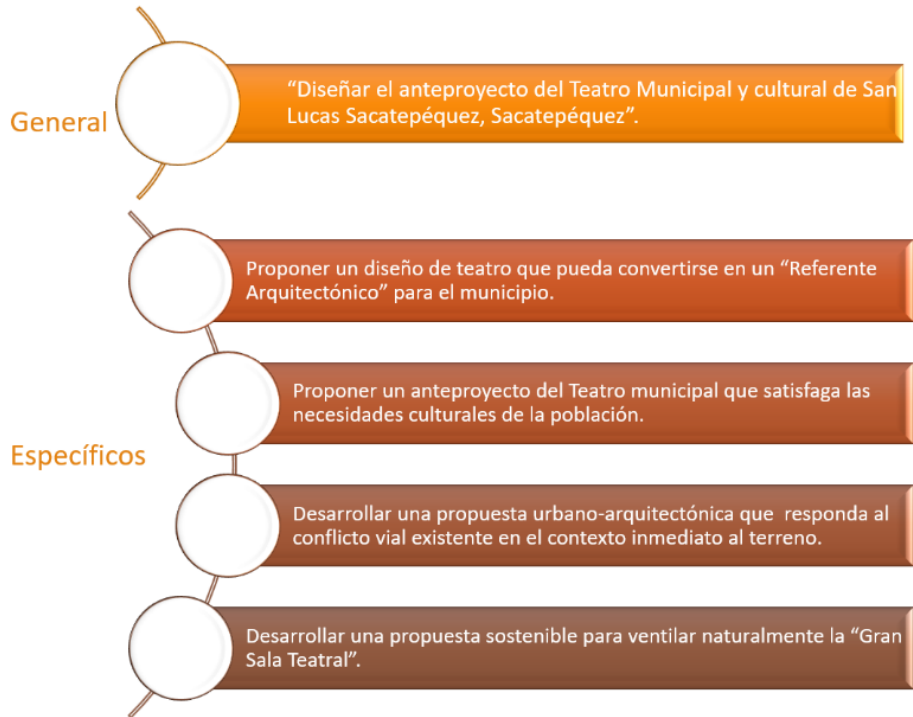 General
“Diseñar el anteproyecto del Teatro Municipal y cultural de San
Lucas Sacatepéquez, Sacatepéquez”.
Específicos
Proponer un diseño de teatro que pueda convertirse en un “Referente
Arquitectónico” para el municipio.
Proponer un anteproyecto del Teatro municipal que satisfaga las
necesidades culturales de la población.
Desarrollar una propuesta urbano-arquitectónica que  responda al
conflicto vial existente en el contexto inmediato al terreno.
Desarrollar una propuesta sostenible para ventilar naturalmente la “Gran
Sala Teatral”.